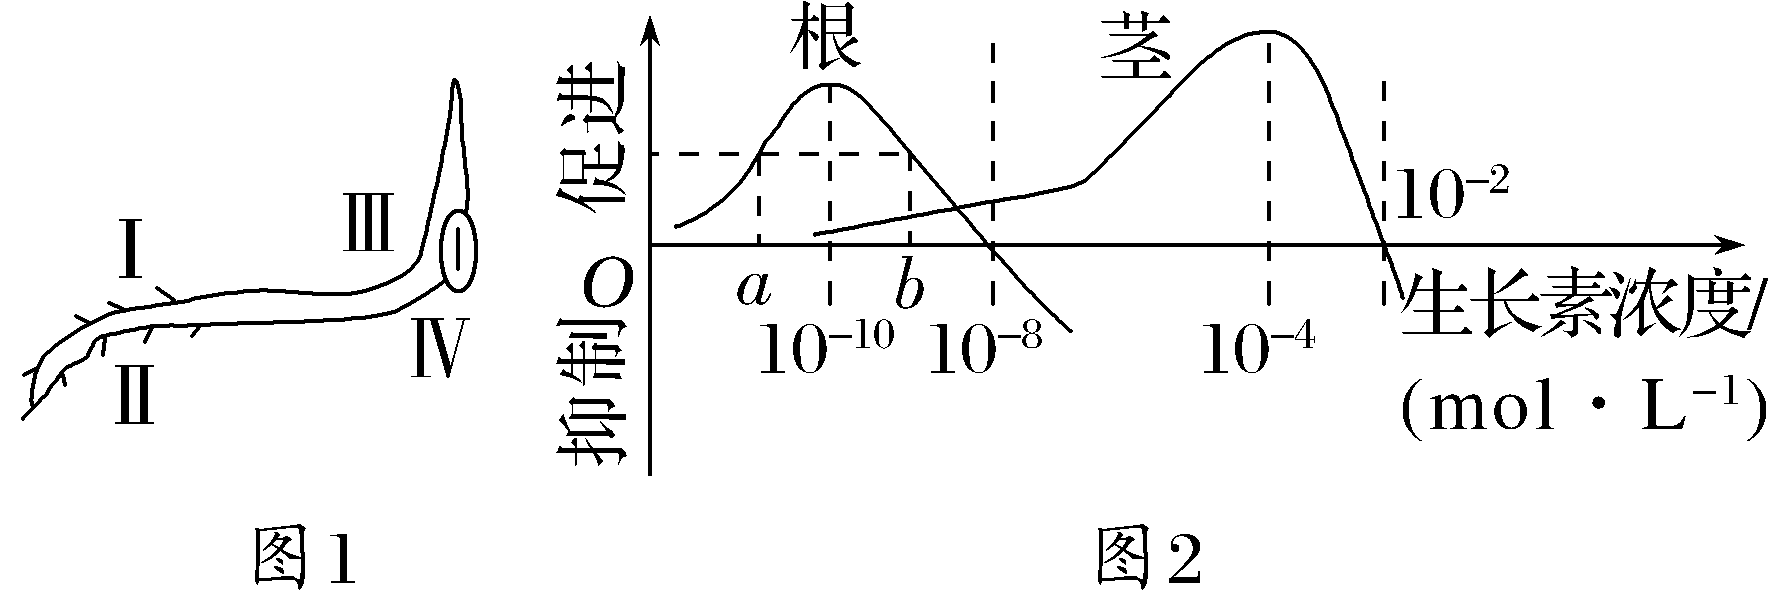 Ⅰ
Ⅱ
Ⅲ
Ⅳ
图1
促进
抑制
O
根
茎
a
b
10⁻¹⁰
10⁻⁸
10⁻⁴
10⁻²
生长素浓度/
(mol·L⁻¹)
图2